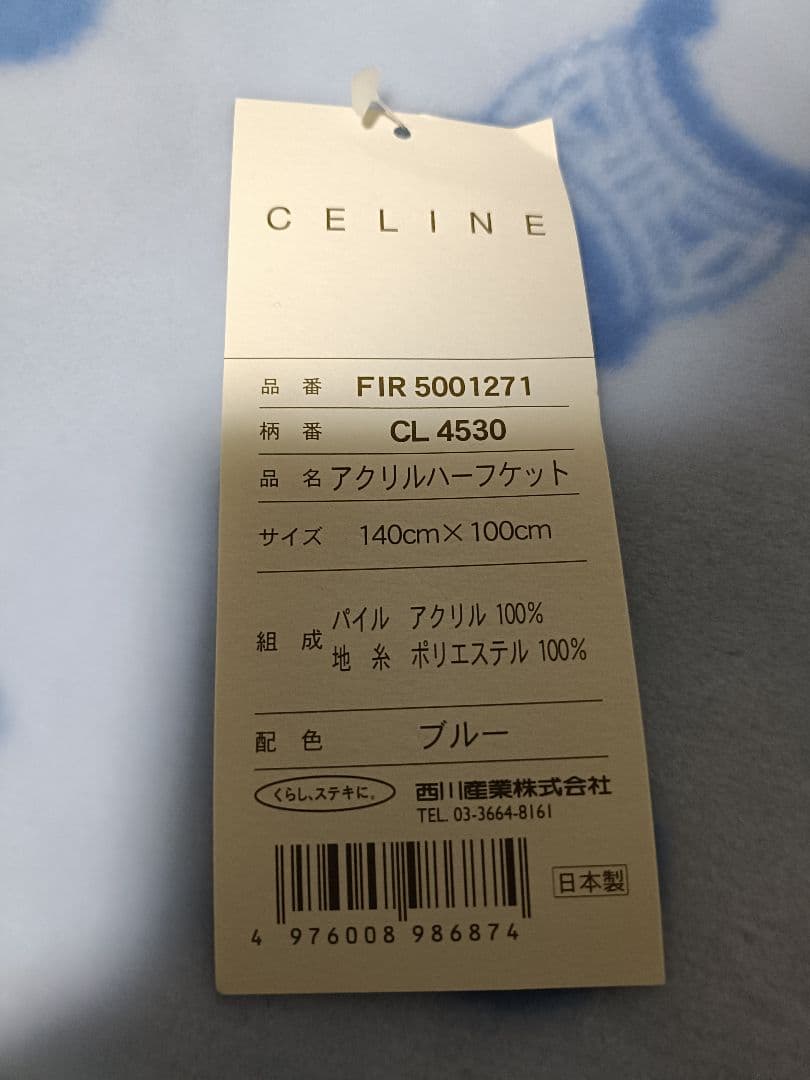 CELINE
品番 FIR 5001271
柄番 CL 4530
品名 アクリルハーフケット
サイズ 140cm×100cm
組成 パイル アクリル 100%
地糸 ポリエステル 100%
配色 ブルー
くらし、ステキに。 西川産業株式会社
TEL. 03-3664-8161
日本製
4 976008 986874